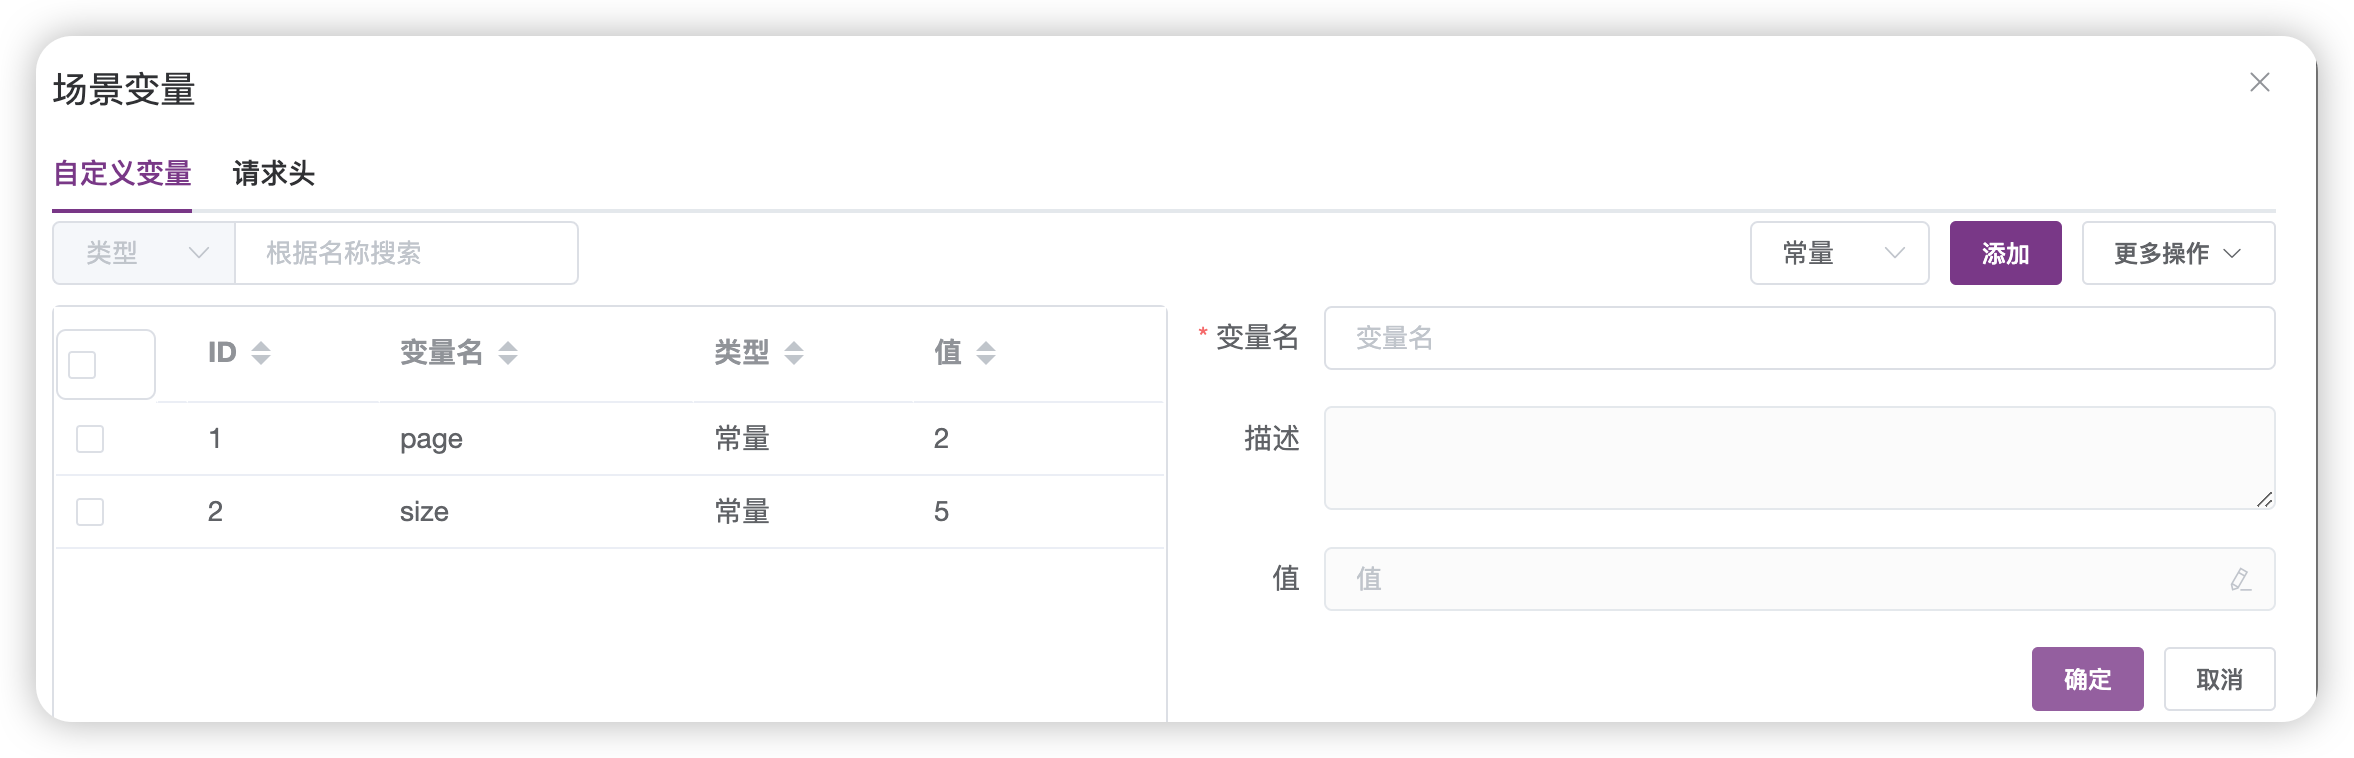 场景变量
自定义变量 请求头
类型 根据名称搜索 常量 添加 更多操作
ID 变量名 类型 值
1 page 常量 2
2 size 常量 5
* 变量名 变量名
描述
值 值
确定 取消